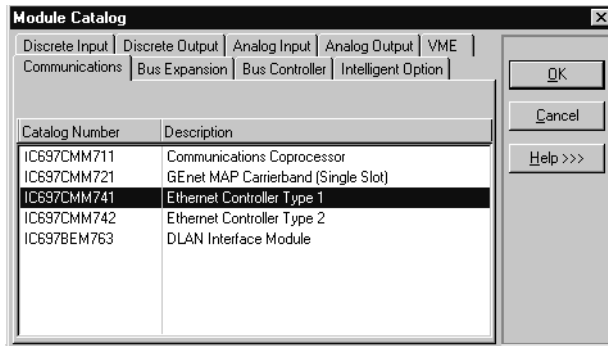 Module Catalog
Discrete Input Discrete Output Analog Input Analog Output VME
Communications Bus Expansion Bus Controller Intelligent Option
OK
Cancel
Help >>>
Catalog Number Description
IC697CMM711 Communications Coprocessor
IC697CMM721 GEnet MAP Carrierband (Single Slot)
IC697CMM741 Ethernet Controller Type 1
IC697CMM742 Ethernet Controller Type 2
IC697BEM763 DLAN Interface Module